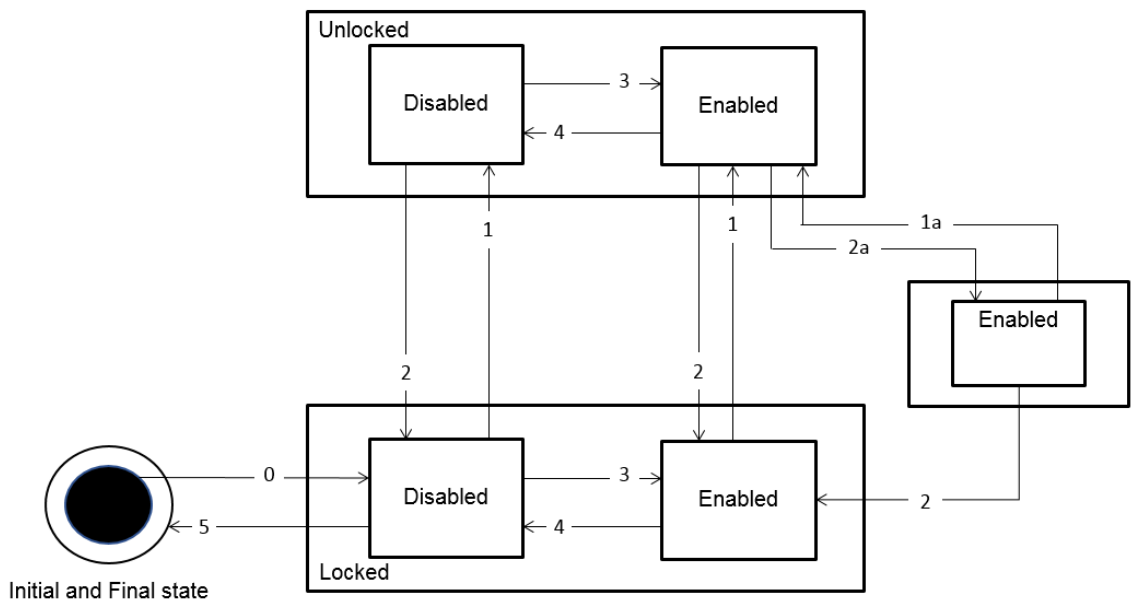 Unlocked
Disabled
3
Enabled
4
1
1
1a
2a
Enabled
2
2
0
Disabled
3
Enabled
2
5
4
Locked
Initial and Final state